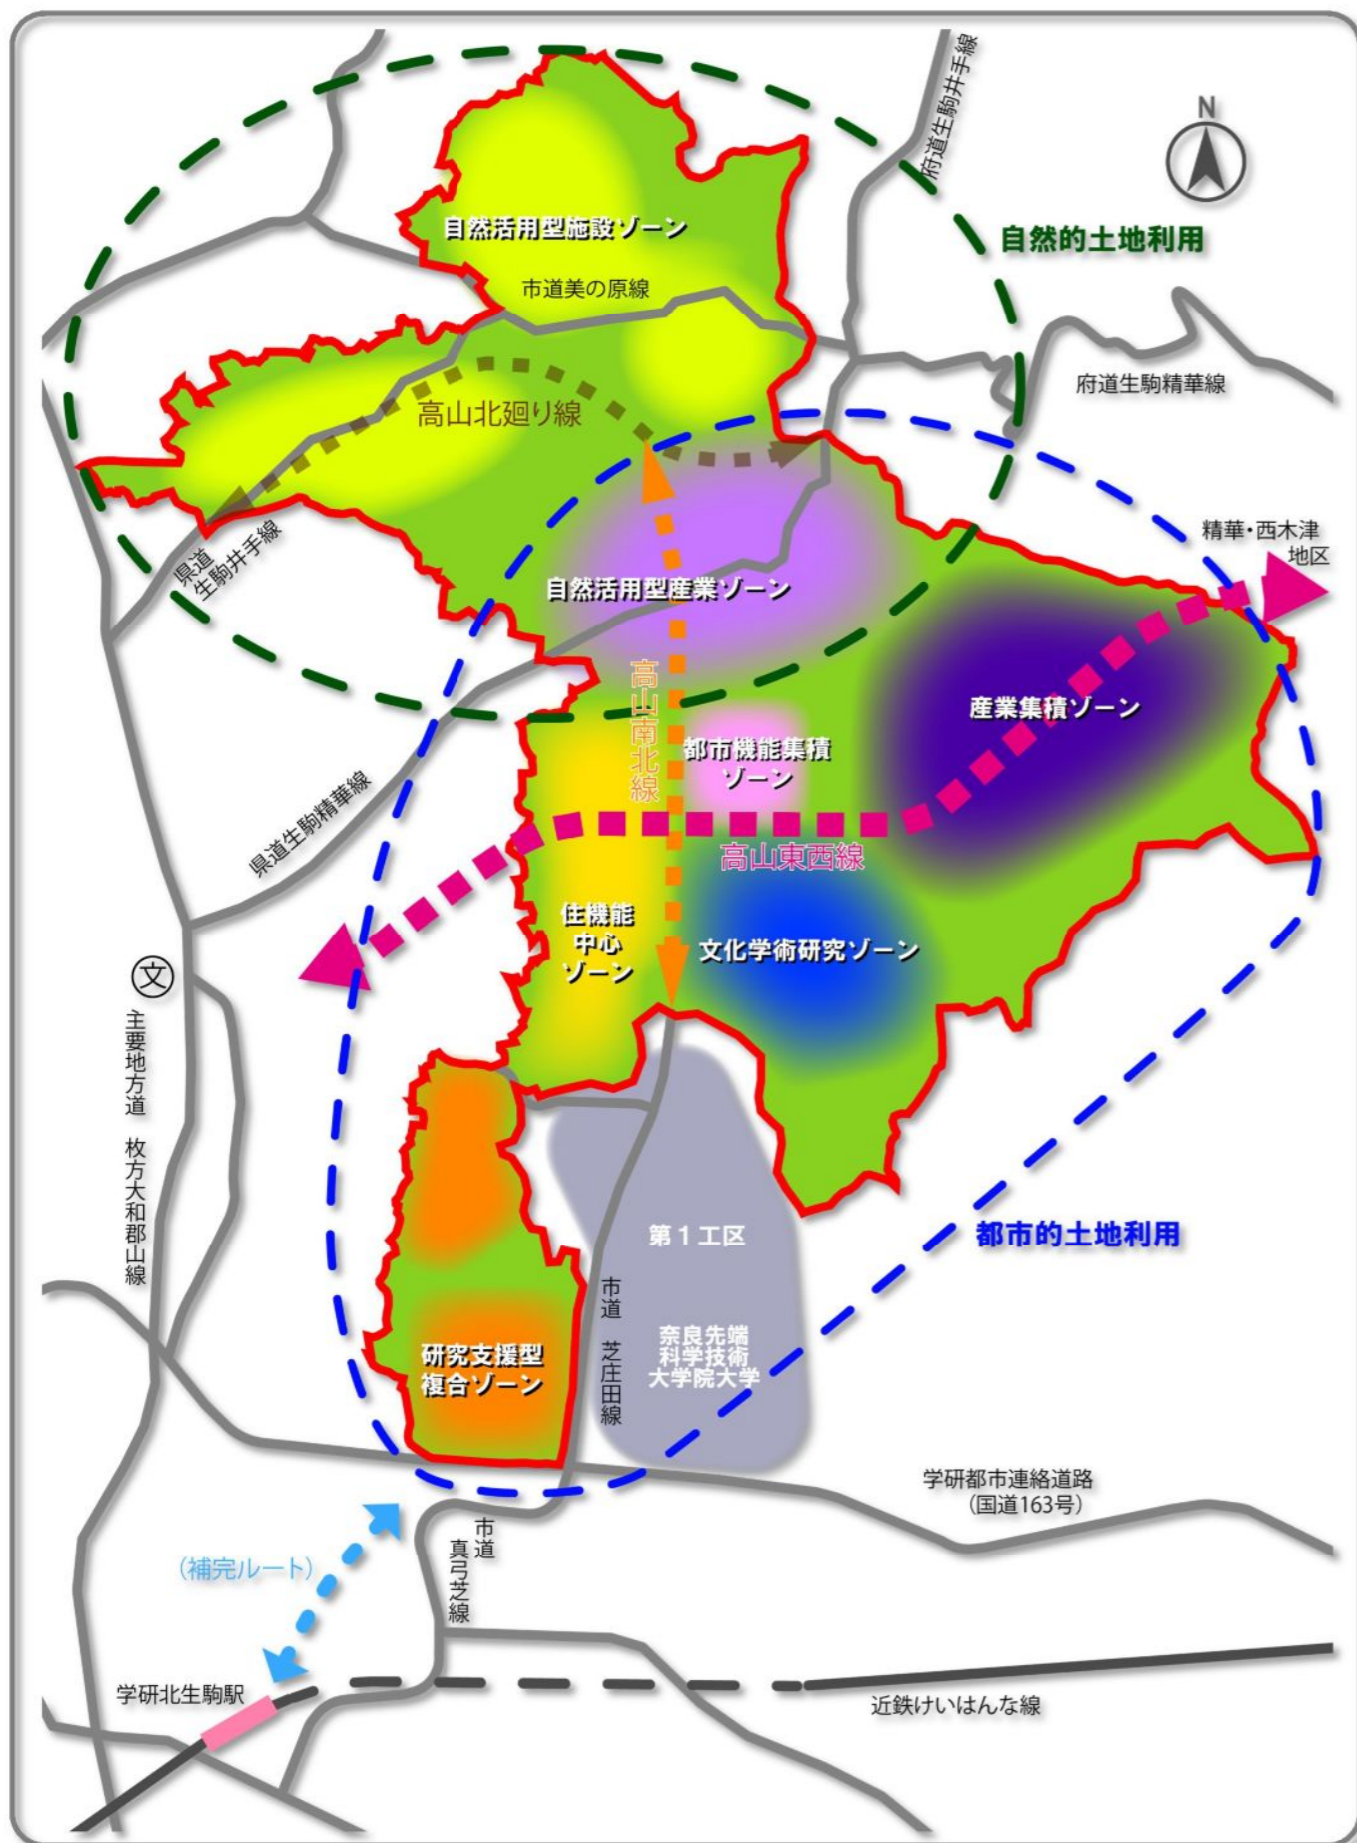 府道生駒井手線
N
自然活用型施設ゾーン
自然的土地利用
市道美の原線
府道生駒精華線
高山北廻り線
精華・西木津
地区
県道
生駒井手線
自然活用型産業ゾーン
高山南北線
産業集積ゾーン
都市機能集積
ゾーン
県道生駒精華線
高山東西線
住機能
中心
ゾーン
文化学術研究ゾーン
文
主要地方道 枚方大和郡山線
第1工区
都市的土地利用
市道 芝庄田線
奈良先端
科学技術
大学院大学
研究支援型
複合ゾーン
学研都市連絡道路
(国道163号)
市道
真弓芝線
(補完ルート)
学研北生駒駅
近鉄けいはんな線